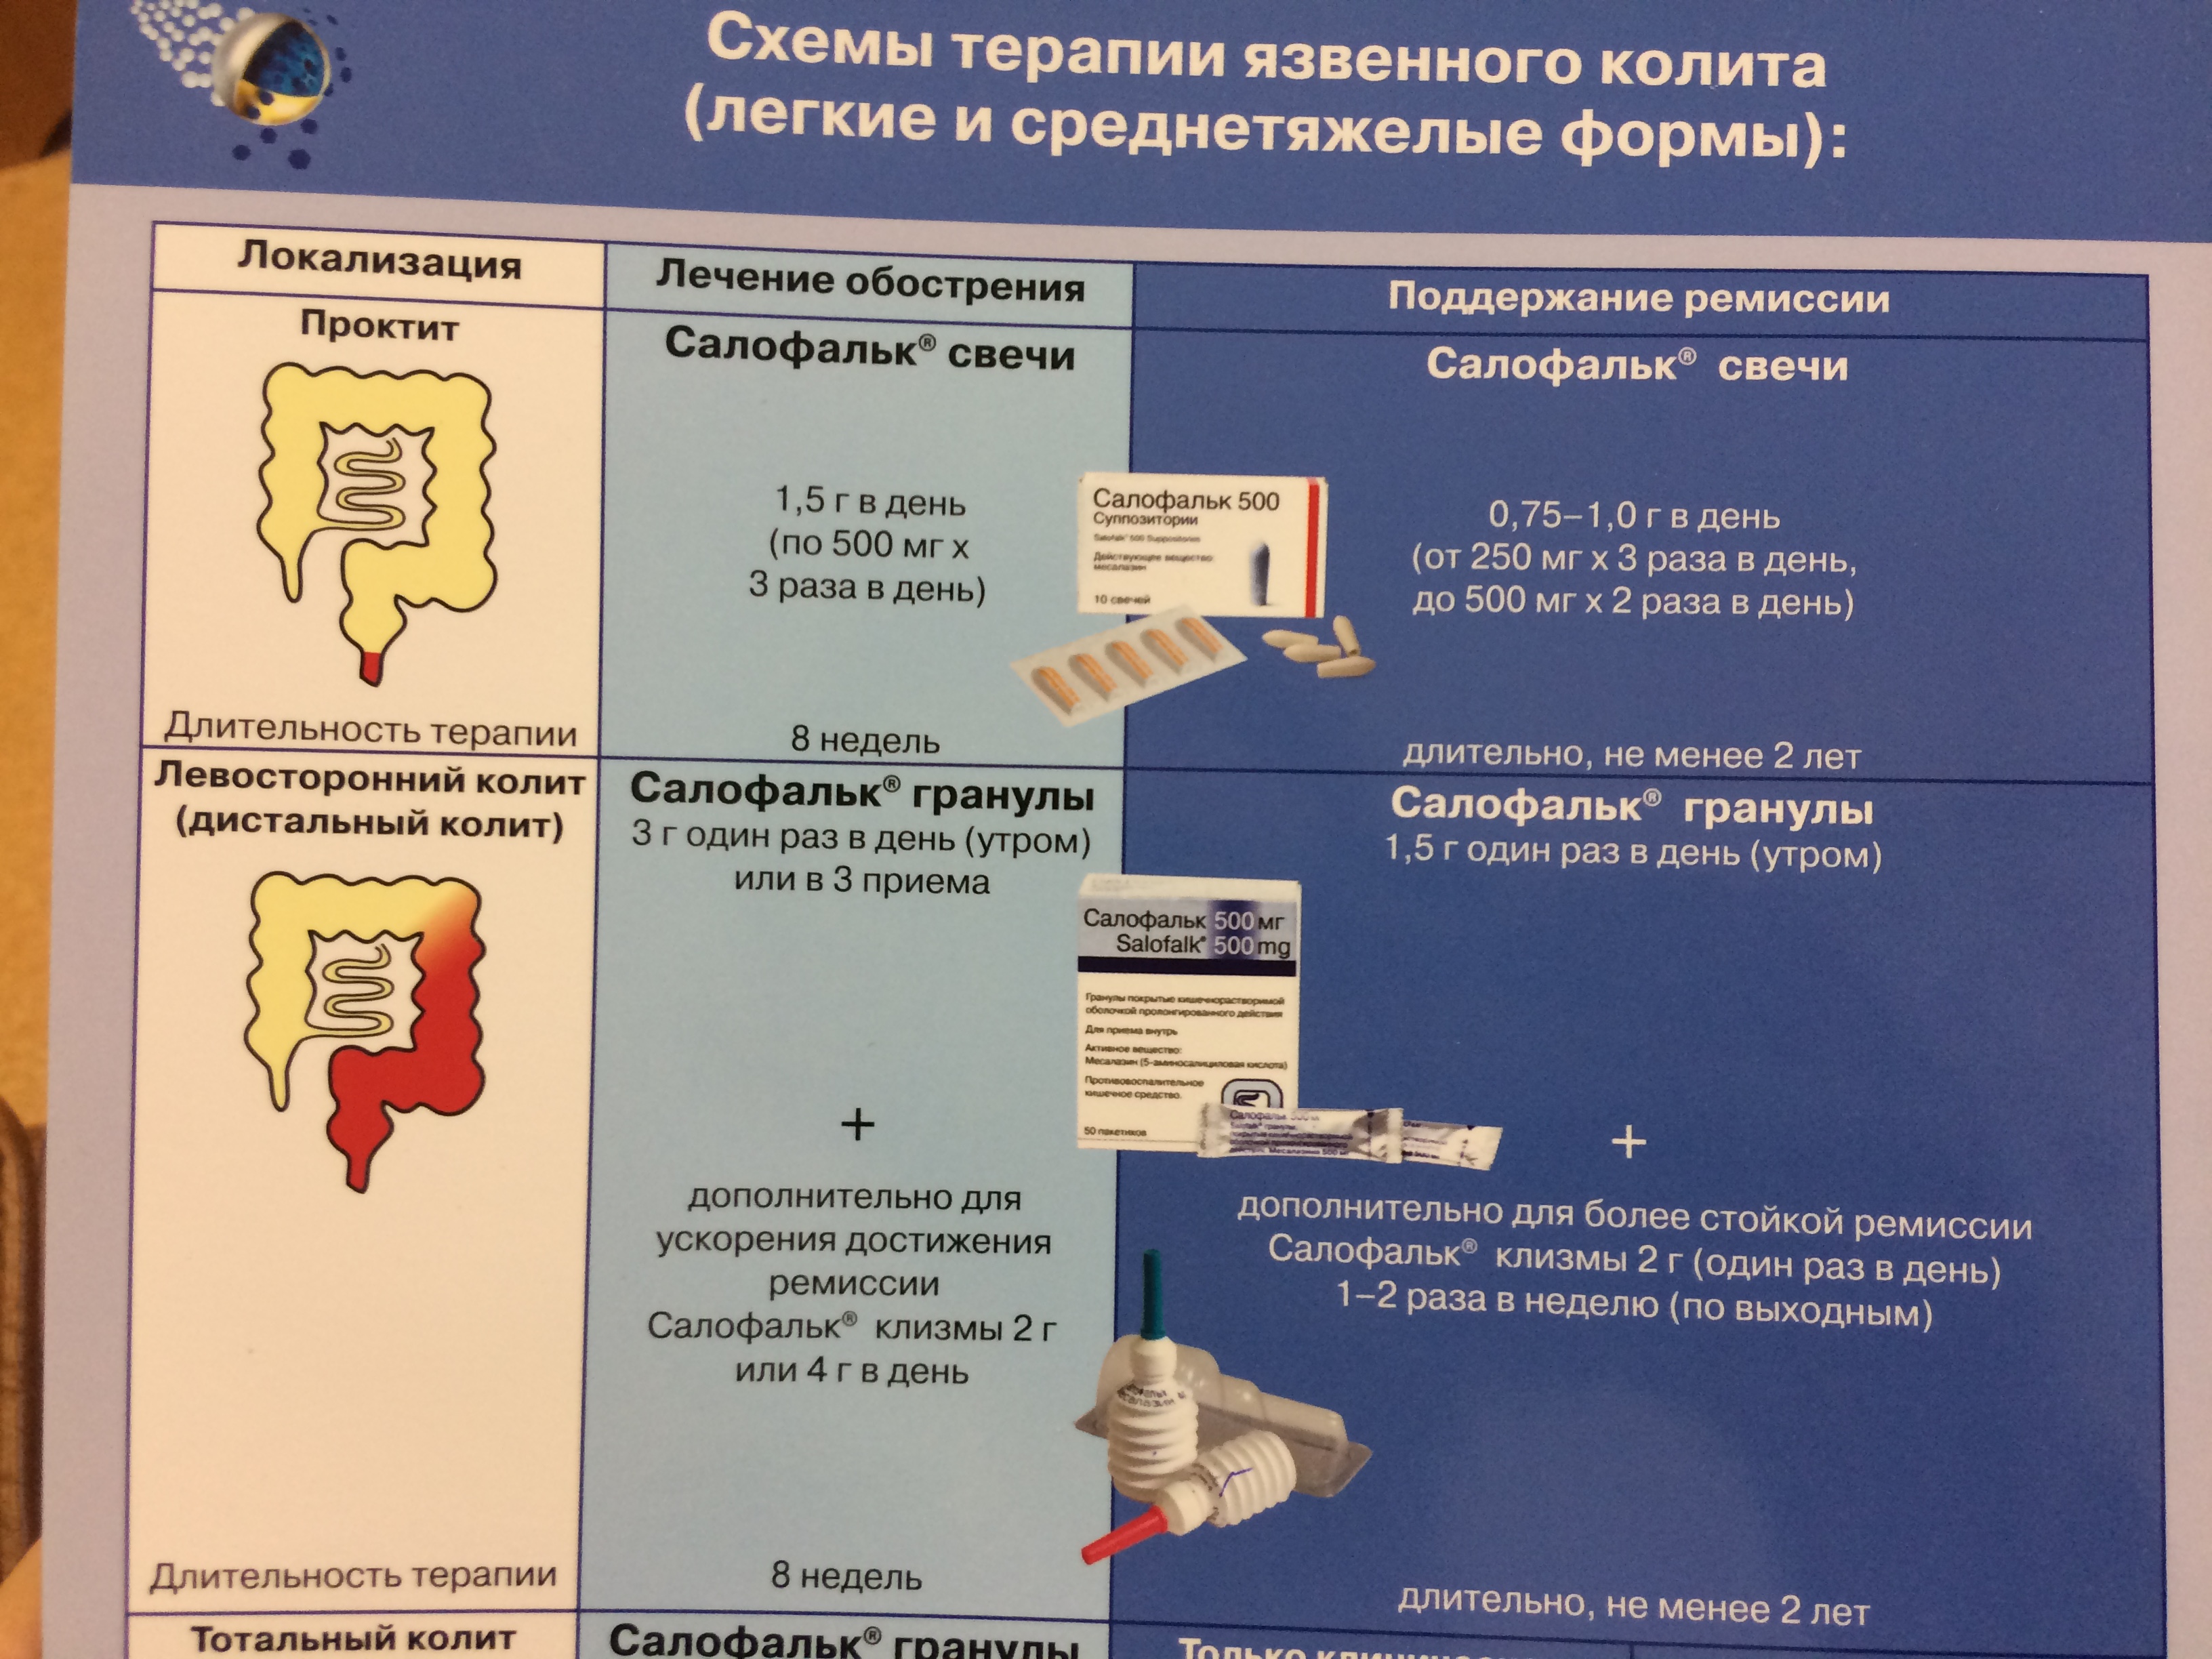 Схемы терапии язвенного колита
(легкие и среднетяжелые формы):
Локализация
Лечение обострения
Поддержание ремиссии
Проктит
Салофальк® свечи
1,5 г в день
(по 500 мг х
3 раза в день)
Салофальк® свечи
0,75–1,0 г в день
(от 250 мг х 3 раза в день,
до 500 мг х 2 раза в день)
Салофальк 500
Суппозитории
Salofalk® 500 Suppositories
Действующее вещество:
месалазин
10 свечей
Длительность терапии
8 недель
длительно, не менее 2 лет
Левосторонний колит
(дистальный колит)
Салофальк® гранулы
3 г один раз в день (утром)
или в 3 приема
+
дополнительно для
ускорения достижения
ремиссии
Салофальк® клизмы 2 г
или 4 г в день
Салофальк® гранулы
1,5 г один раз в день (утром)
+
дополнительно для более стойкой ремиссии
Салофальк® клизмы 2 г (один раз в день)
1–2 раза в неделю (по выходным)
Салофальк 500 мг
Salofalk® 500 mg
Гранулы покрытые кишечнорастворимой
оболочкой пролонгированного действия
Для приема внутрь
Активное вещество:
Месалазин (5-аминосалициловая кислота)
Противовоспалительное
кишечное средство.
50 пакетиков
Салофальк 500
Длительность терапии
8 недель
длительно, не менее 2 лет
Тотальный колит
Салофальк® гранулы
Только